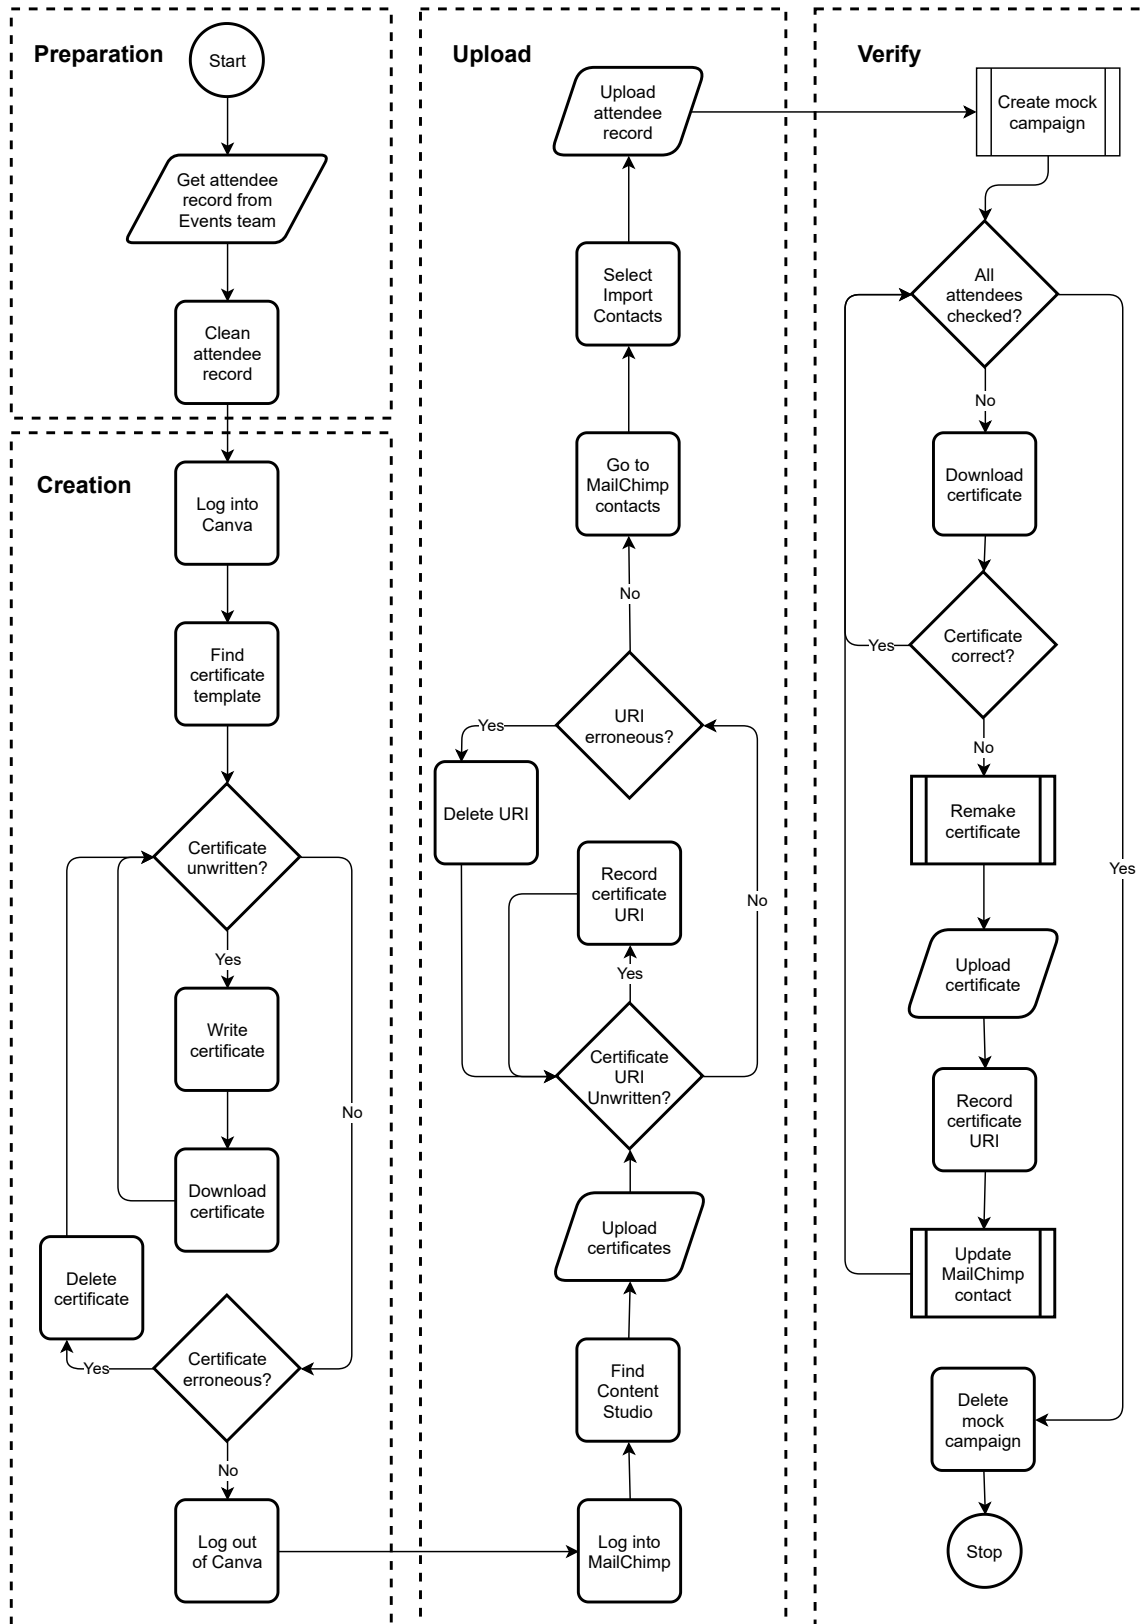 Preparation
Start
Get attendee
record from
Events team
Clean
attendee
record
Creation
Log into
Canva
Find
certificate
template
Certificate
unwritten?
Yes
Write
certificate
No
Download
certificate
Delete
certificate
Certificate
erroneous?
Yes
No
Log out
of Canva
Upload
Upload
attendee
record
Select
Import
Contacts
Go to
MailChimp
contacts
No
URI
erroneous?
Yes
Delete URI
Record
certificate
URI
No
Yes
Certificate
URI
Unwritten?
Upload
certificates
Find
Content
Studio
Log into
MailChimp
Verify
Create mock
campaign
All
attendees
checked?
No
Download
certificate
Certificate
correct?
Yes
No
Remake
certificate
Yes
Upload
certificate
Record
certificate
URI
Update
MailChimp
contact
Delete
mock
campaign
Stop